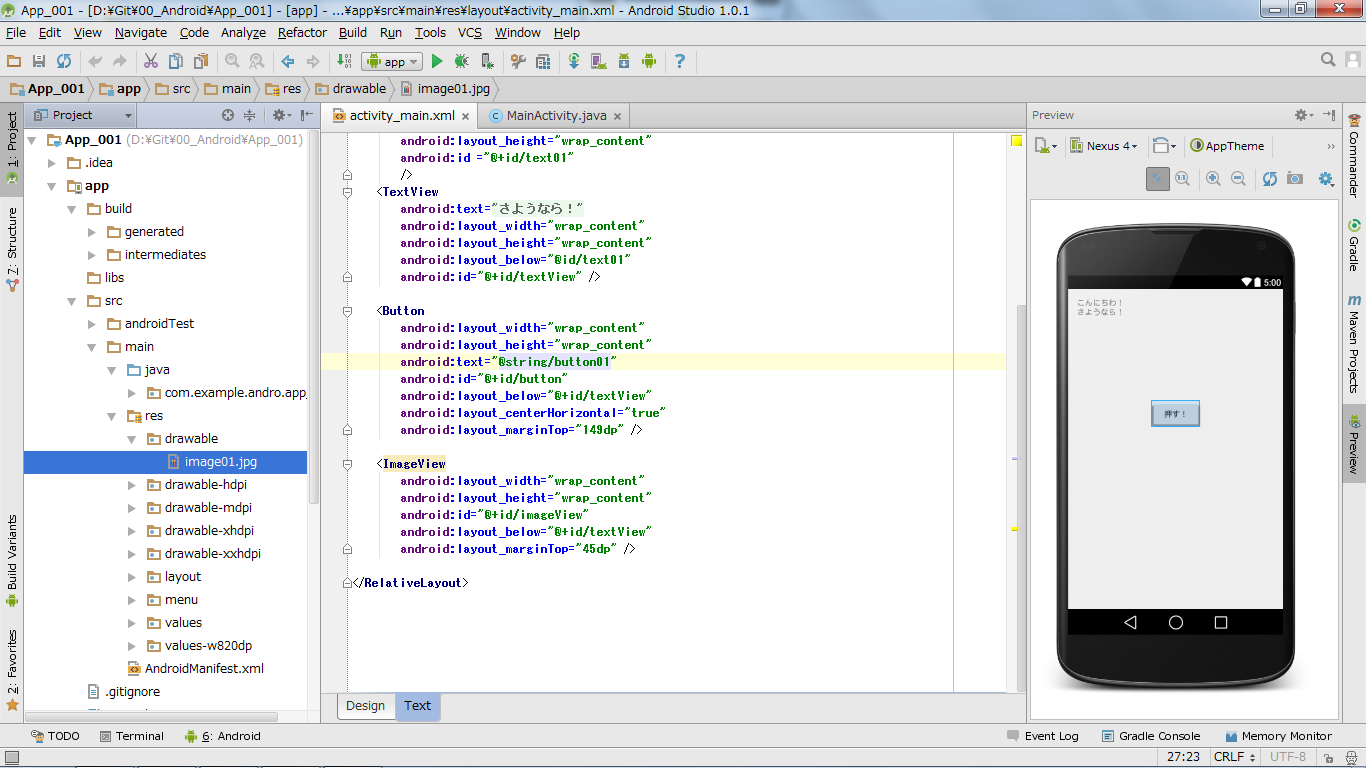 App_001 - [D:¥Git¥00_Android¥App_001] - [app] - ...¥app¥src¥main¥res¥layout¥activity_main.xml - Android Studio 1.0.1
File Edit View Navigate Code Analyze Refactor Build Run Tools VCS Window Help
app
App_001 app src main res drawable image01.jpg
1: Project
7: Structure
Build Variants
2: Favorites
Project
App_001 (D:¥Git¥00_Android¥App_001)
.idea
app
build
generated
intermediates
libs
src
androidTest
main
java
com.example.andro.app_
res
drawable
image01.jpg
drawable-hdpi
drawable-mdpi
drawable-xhdpi
drawable-xxhdpi
layout
menu
values
values-w820dp
AndroidManifest.xml
.gitignore
activity_main.xml MainActivity.java
android:layout_height="wrap_content"
android:id ="@+id/text01"
/>
<TextView
android:text="さようなら！"
android:layout_width="wrap_content"
android:layout_height="wrap_content"
android:layout_below="@id/text01"
android:id="@+id/textView" />
<Button
android:layout_width="wrap_content"
android:layout_height="wrap_content"
android:text="@string/button01"
android:id="@+id/button"
android:layout_below="@+id/textView"
android:layout_centerHorizontal="true"
android:layout_marginTop="149dp" />
<ImageView
android:layout_width="wrap_content"
android:layout_height="wrap_content"
android:id="@+id/imageView"
android:layout_below="@+id/textView"
android:layout_marginTop="45dp" />
</RelativeLayout>
Design Text
Preview
Nexus 4 AppTheme
5:00
こんにちわ！
さようなら！
押す！
Commander
Gradle
Maven Projects
Preview
TODO Terminal 6: Android Event Log Gradle Console Memory Monitor
27:23 CRLF UTF-8